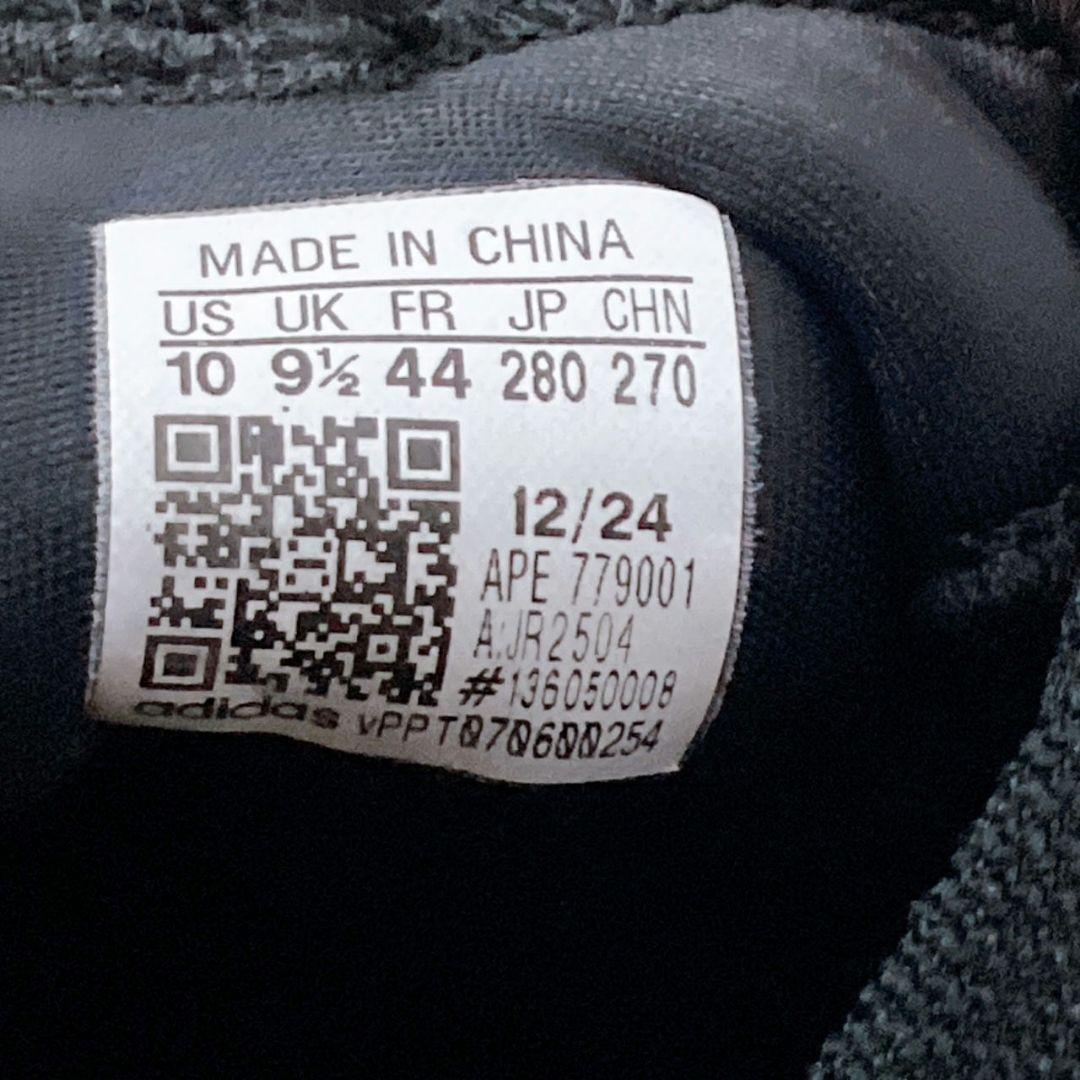 MADE IN CHINA
US UK FR JP CHN
10 9½ 44 280 270
12/24
APE 779001
A:JR2504
#136050008
adidas VPPT070600254